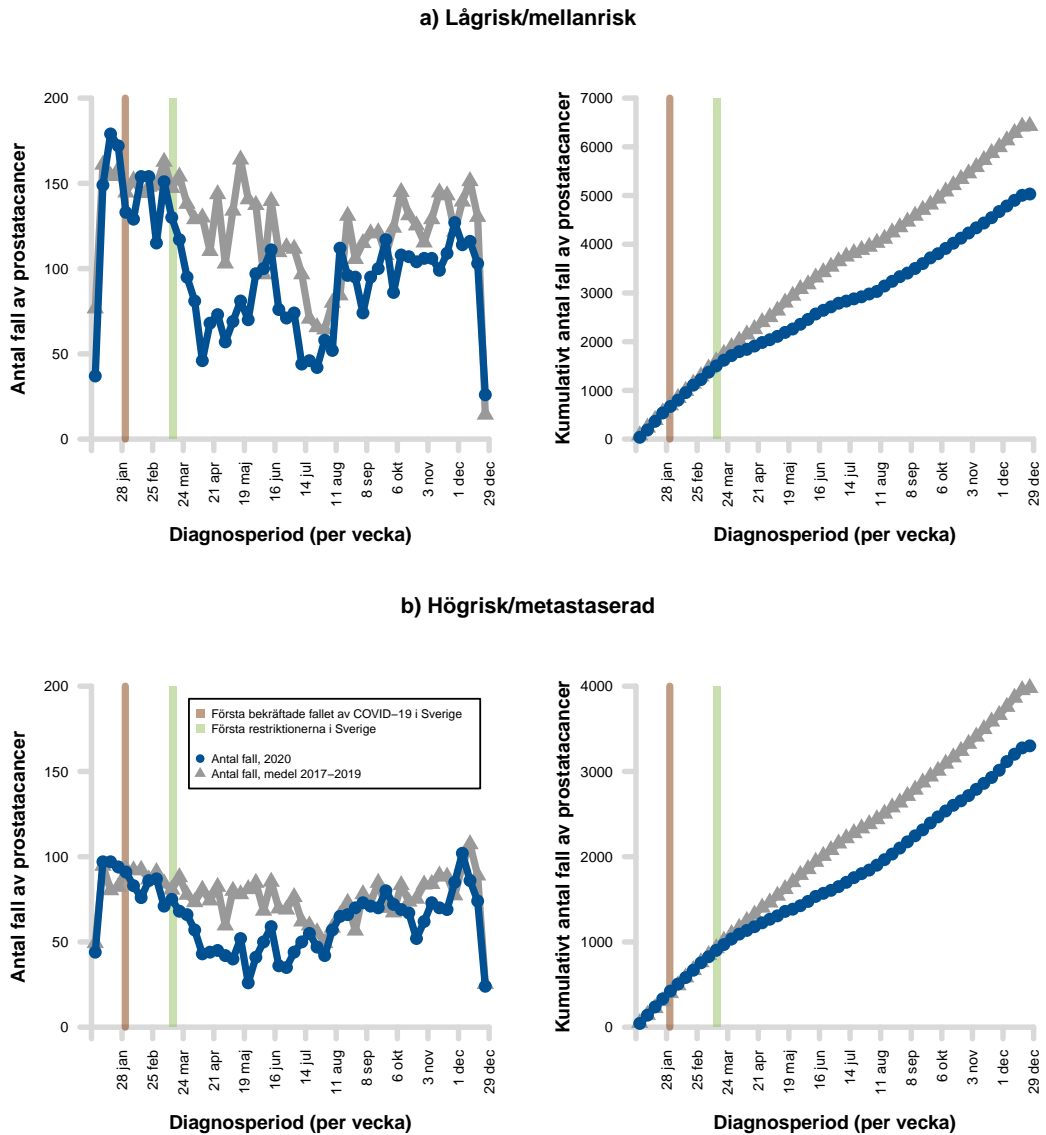 a) Lågrisk/mellanrisk
Antal fall av prostatacancer
200
150
100
50
0
28 jan
25 feb
24 mar
21 apr
19 maj
16 jun
14 jul
11 aug
8 sep
6 okt
3 nov
1 dec
29 dec
Diagnosperiod (per vecka)
Kumulativt antal fall av prostatacancer
7000
6000
5000
4000
3000
2000
1000
0
28 jan
25 feb
24 mar
21 apr
19 maj
16 jun
14 jul
11 aug
8 sep
6 okt
3 nov
1 dec
29 dec
Diagnosperiod (per vecka)
b) Högrisk/metastaserad
Antal fall av prostatacancer
200
150
100
50
0
Första bekräftade fallet av COVID−19 i Sverige
Första restriktionerna i Sverige
Antal fall, 2020
Antal fall, medel 2017−2019
28 jan
25 feb
24 mar
21 apr
19 maj
16 jun
14 jul
11 aug
8 sep
6 okt
3 nov
1 dec
29 dec
Diagnosperiod (per vecka)
Kumulativt antal fall av prostatacancer
4000
3000
2000
1000
0
28 jan
25 feb
24 mar
21 apr
19 maj
16 jun
14 jul
11 aug
8 sep
6 okt
3 nov
1 dec
29 dec
Diagnosperiod (per vecka)